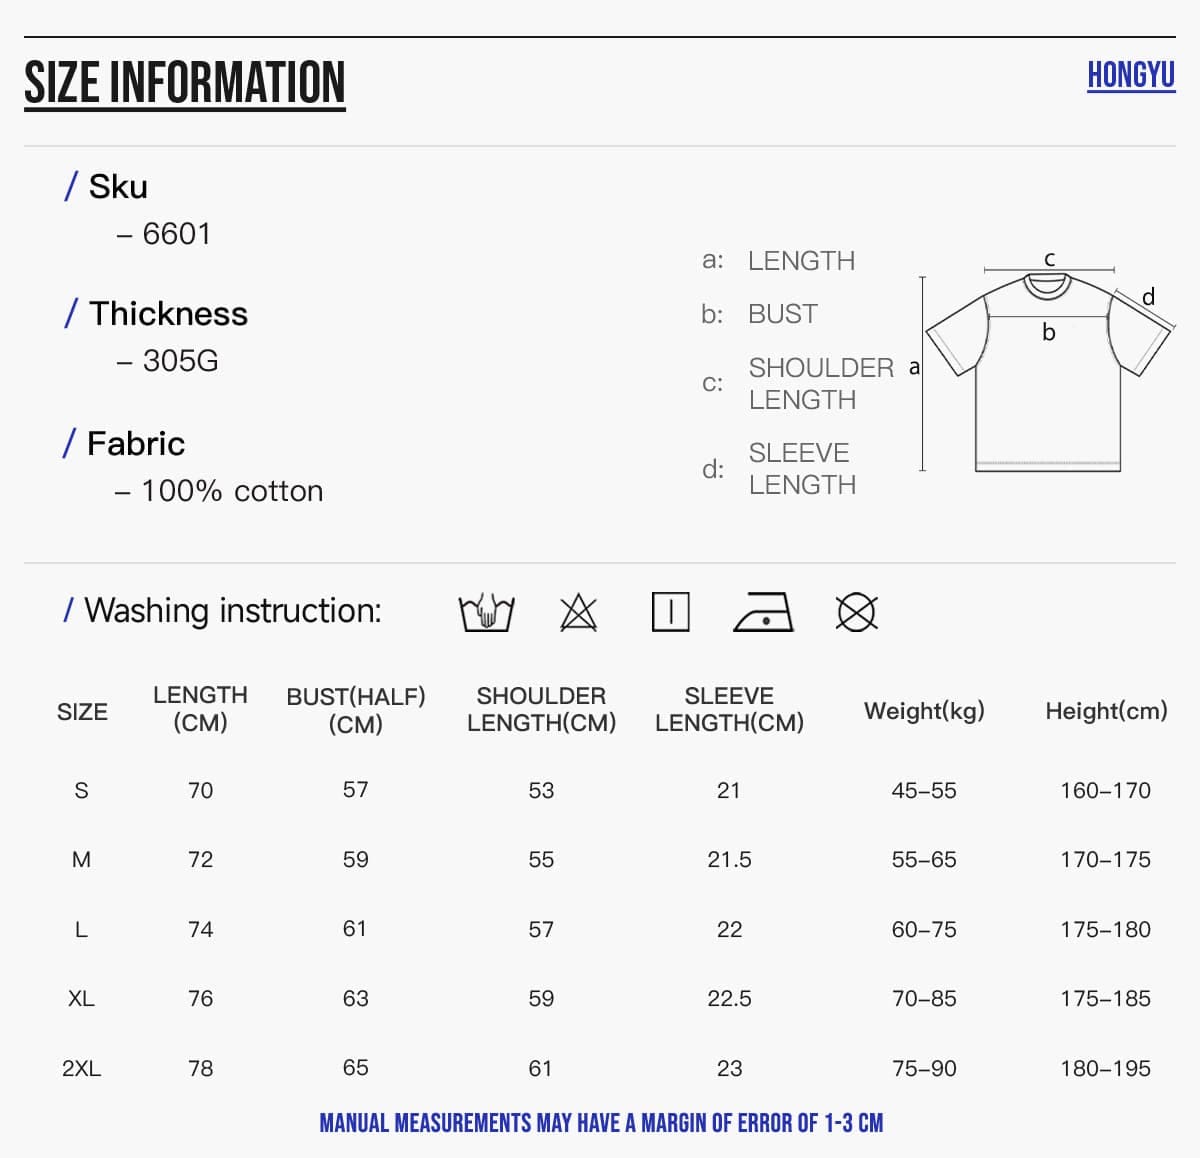 SIZE INFORMATION
HONGYU
/ Sku
– 6601
/ Thickness
– 305G
/ Fabric
– 100% cotton
a: LENGTH
b: BUST
c: SHOULDER
LENGTH
d: SLEEVE
LENGTH
c
d
b
a
/ Washing instruction:
SIZE LENGTH (CM) BUST(HALF) (CM) SHOULDER LENGTH(CM) SLEEVE LENGTH(CM) Weight(kg) Height(cm)
S 70 57 53 21 45–55 160–170
M 72 59 55 21.5 55–65 170–175
L 74 61 57 22 60–75 175–180
XL 76 63 59 22.5 70–85 175–185
2XL 78 65 61 23 75–90 180–195
MANUAL MEASUREMENTS MAY HAVE A MARGIN OF ERROR OF 1-3 CM